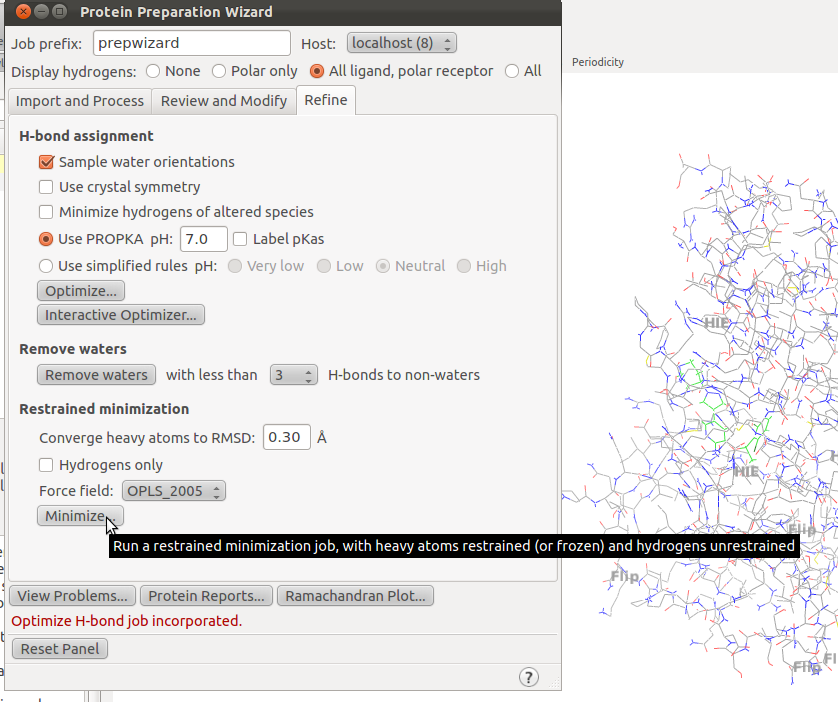 Protein Preparation Wizard
Job prefix: prepwizard Host: localhost (8)
Display hydrogens: None Polar only All ligand, polar receptor All
Periodicity
Import and Process Review and Modify Refine
H-bond assignment
Sample water orientations
Use crystal symmetry
Minimize hydrogens of altered species
Use PROPKA pH: 7.0 Label pKas
Use simplified rules pH: Very low Low Neutral High
Optimize...
Interactive Optimizer...
HIE
Remove waters
Remove waters with less than 3 H-bonds to non-waters
Restrained minimization
Converge heavy atoms to RMSD: 0.30 Å
Hydrogens only
HIE
Force field: OPLS_2005
Minimize...
Flip
Run a restrained minimization job, with heavy atoms restrained (or frozen) and hydrogens unrestrained
Flip
View Problems... Protein Reports... Ramachandran Plot...
Optimize H-bond job incorporated.
Reset Panel
Flip
?